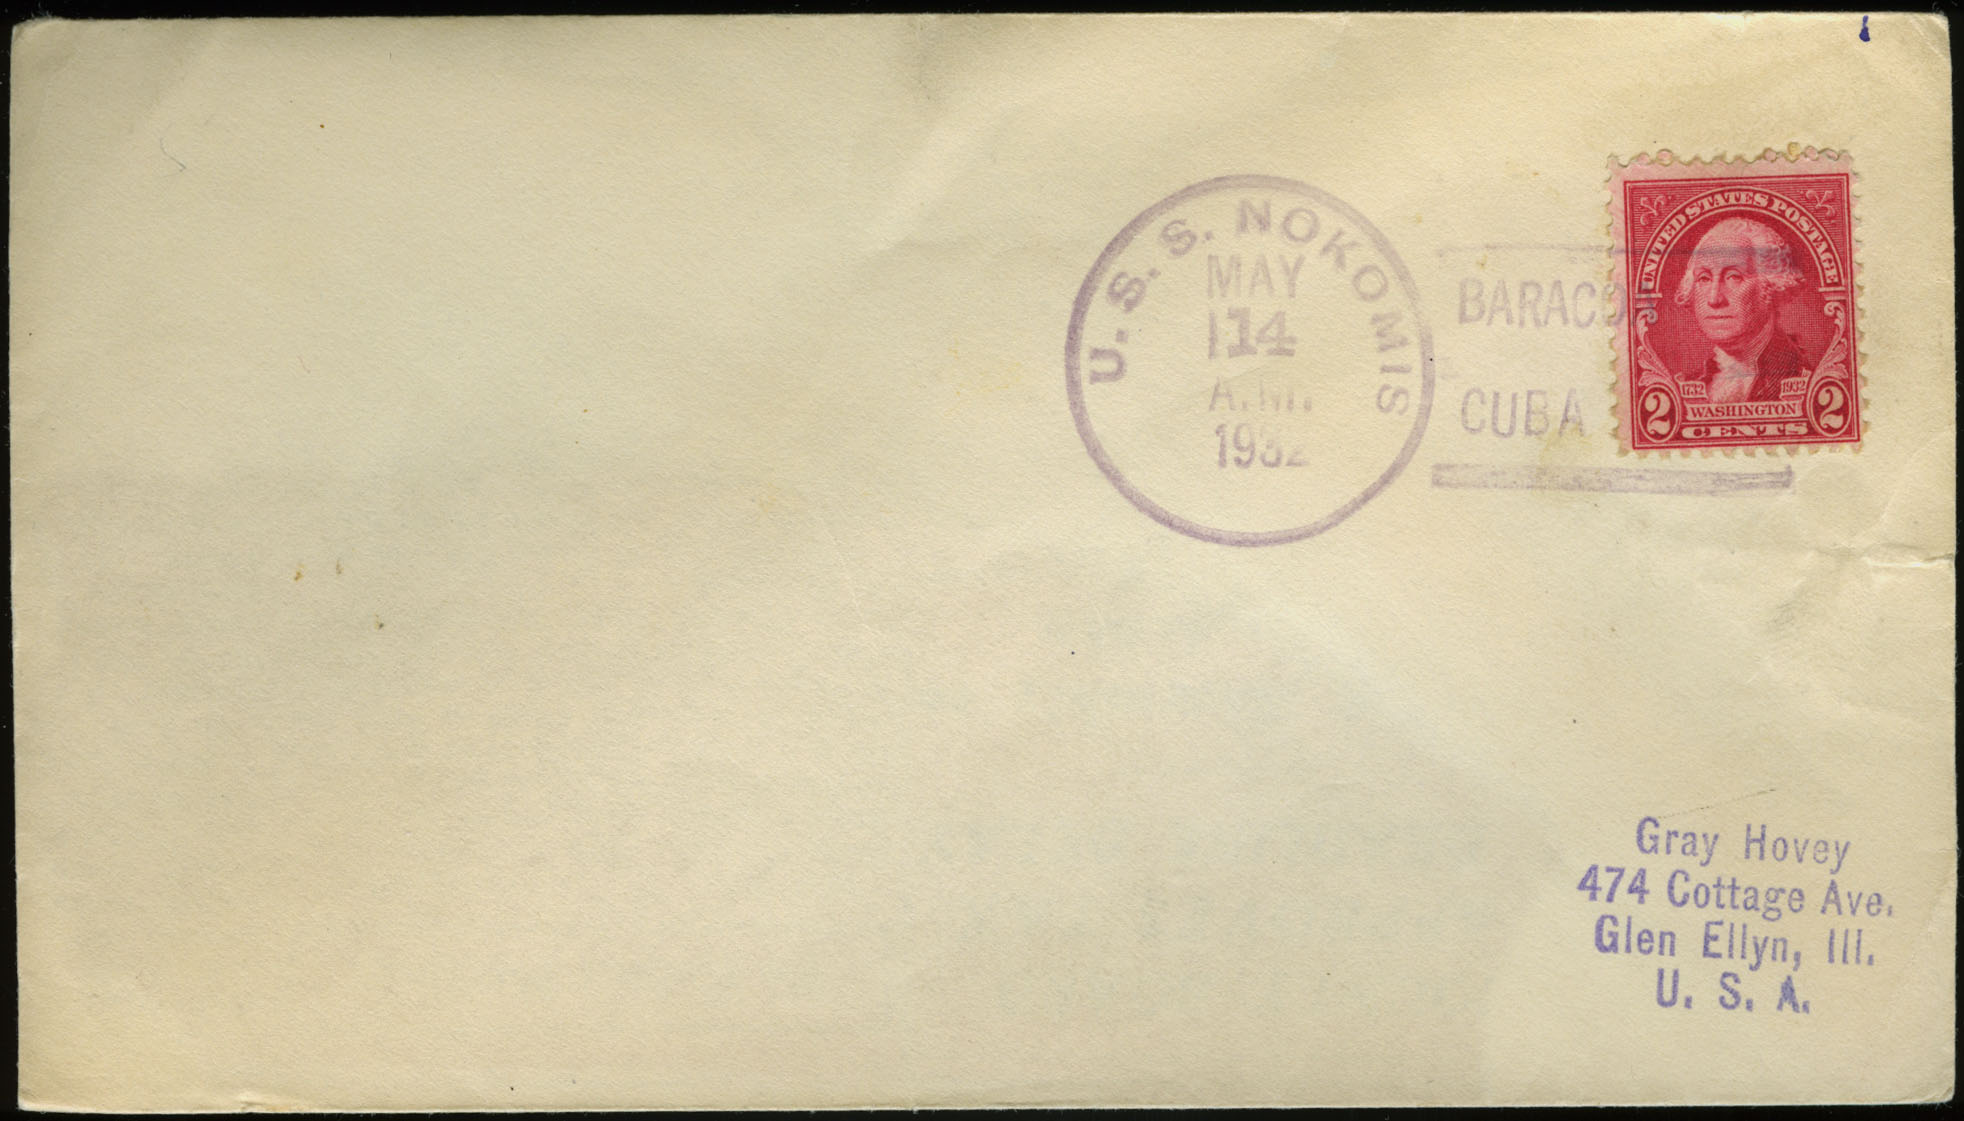 U. S. S. NOKOMIS
MAY
14
A.M.
1932
BARACOA
CUBA
UNITED STATES POSTAGE
1732 1932
2 WASHINGTON 2
CENTS
Gray Hovey
474 Cottage Ave.
Glen Ellyn, Ill.
U. S. A.